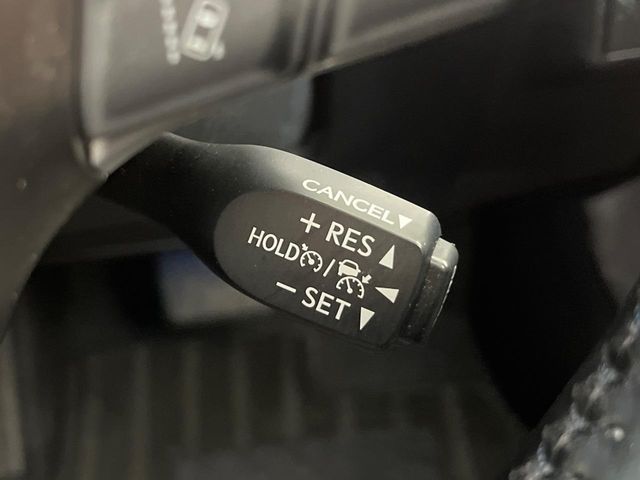 CANCEL▼
+ RES ▲
HOLD / ◀
− SET ▼